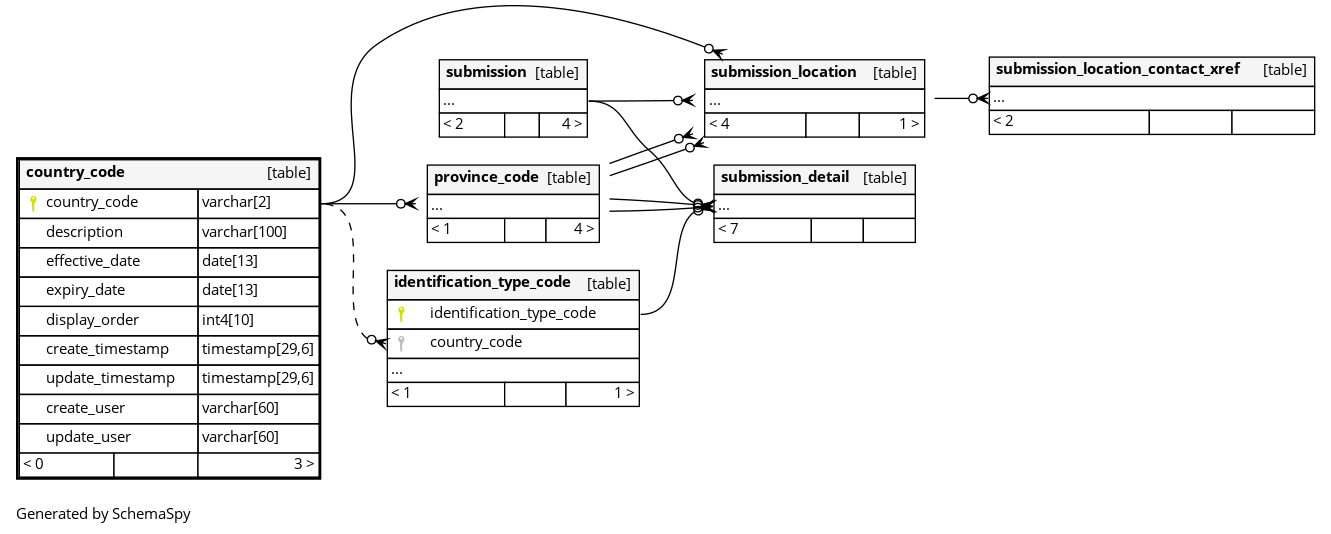 submission [table]
...
< 2 4 >
submission_location [table]
...
< 4 1 >
submission_location_contact_xref [table]
...
< 2
country_code [table]
country_code varchar[2]
description varchar[100]
effective_date date[13]
expiry_date date[13]
display_order int4[10]
create_timestamp timestamp[29,6]
update_timestamp timestamp[29,6]
create_user varchar[60]
update_user varchar[60]
< 0 3 >
province_code [table]
...
< 1 4 >
submission_detail [table]
...
< 7
identification_type_code [table]
identification_type_code
country_code
...
< 1 1 >
Generated by SchemaSpy